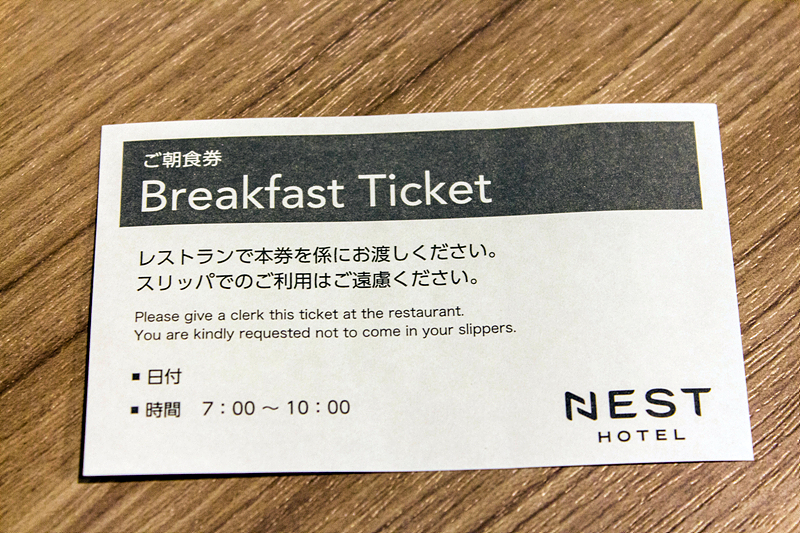 ご朝食券
Breakfast Ticket
レストランで本券を係にお渡しください。
スリッパでのご利用はご遠慮ください。
Please give a clerk this ticket at the restaurant.
You are kindly requested not to come in your slippers.
■ 日付
■ 時間　7：00 ～ 10：00
NEST
HOTEL